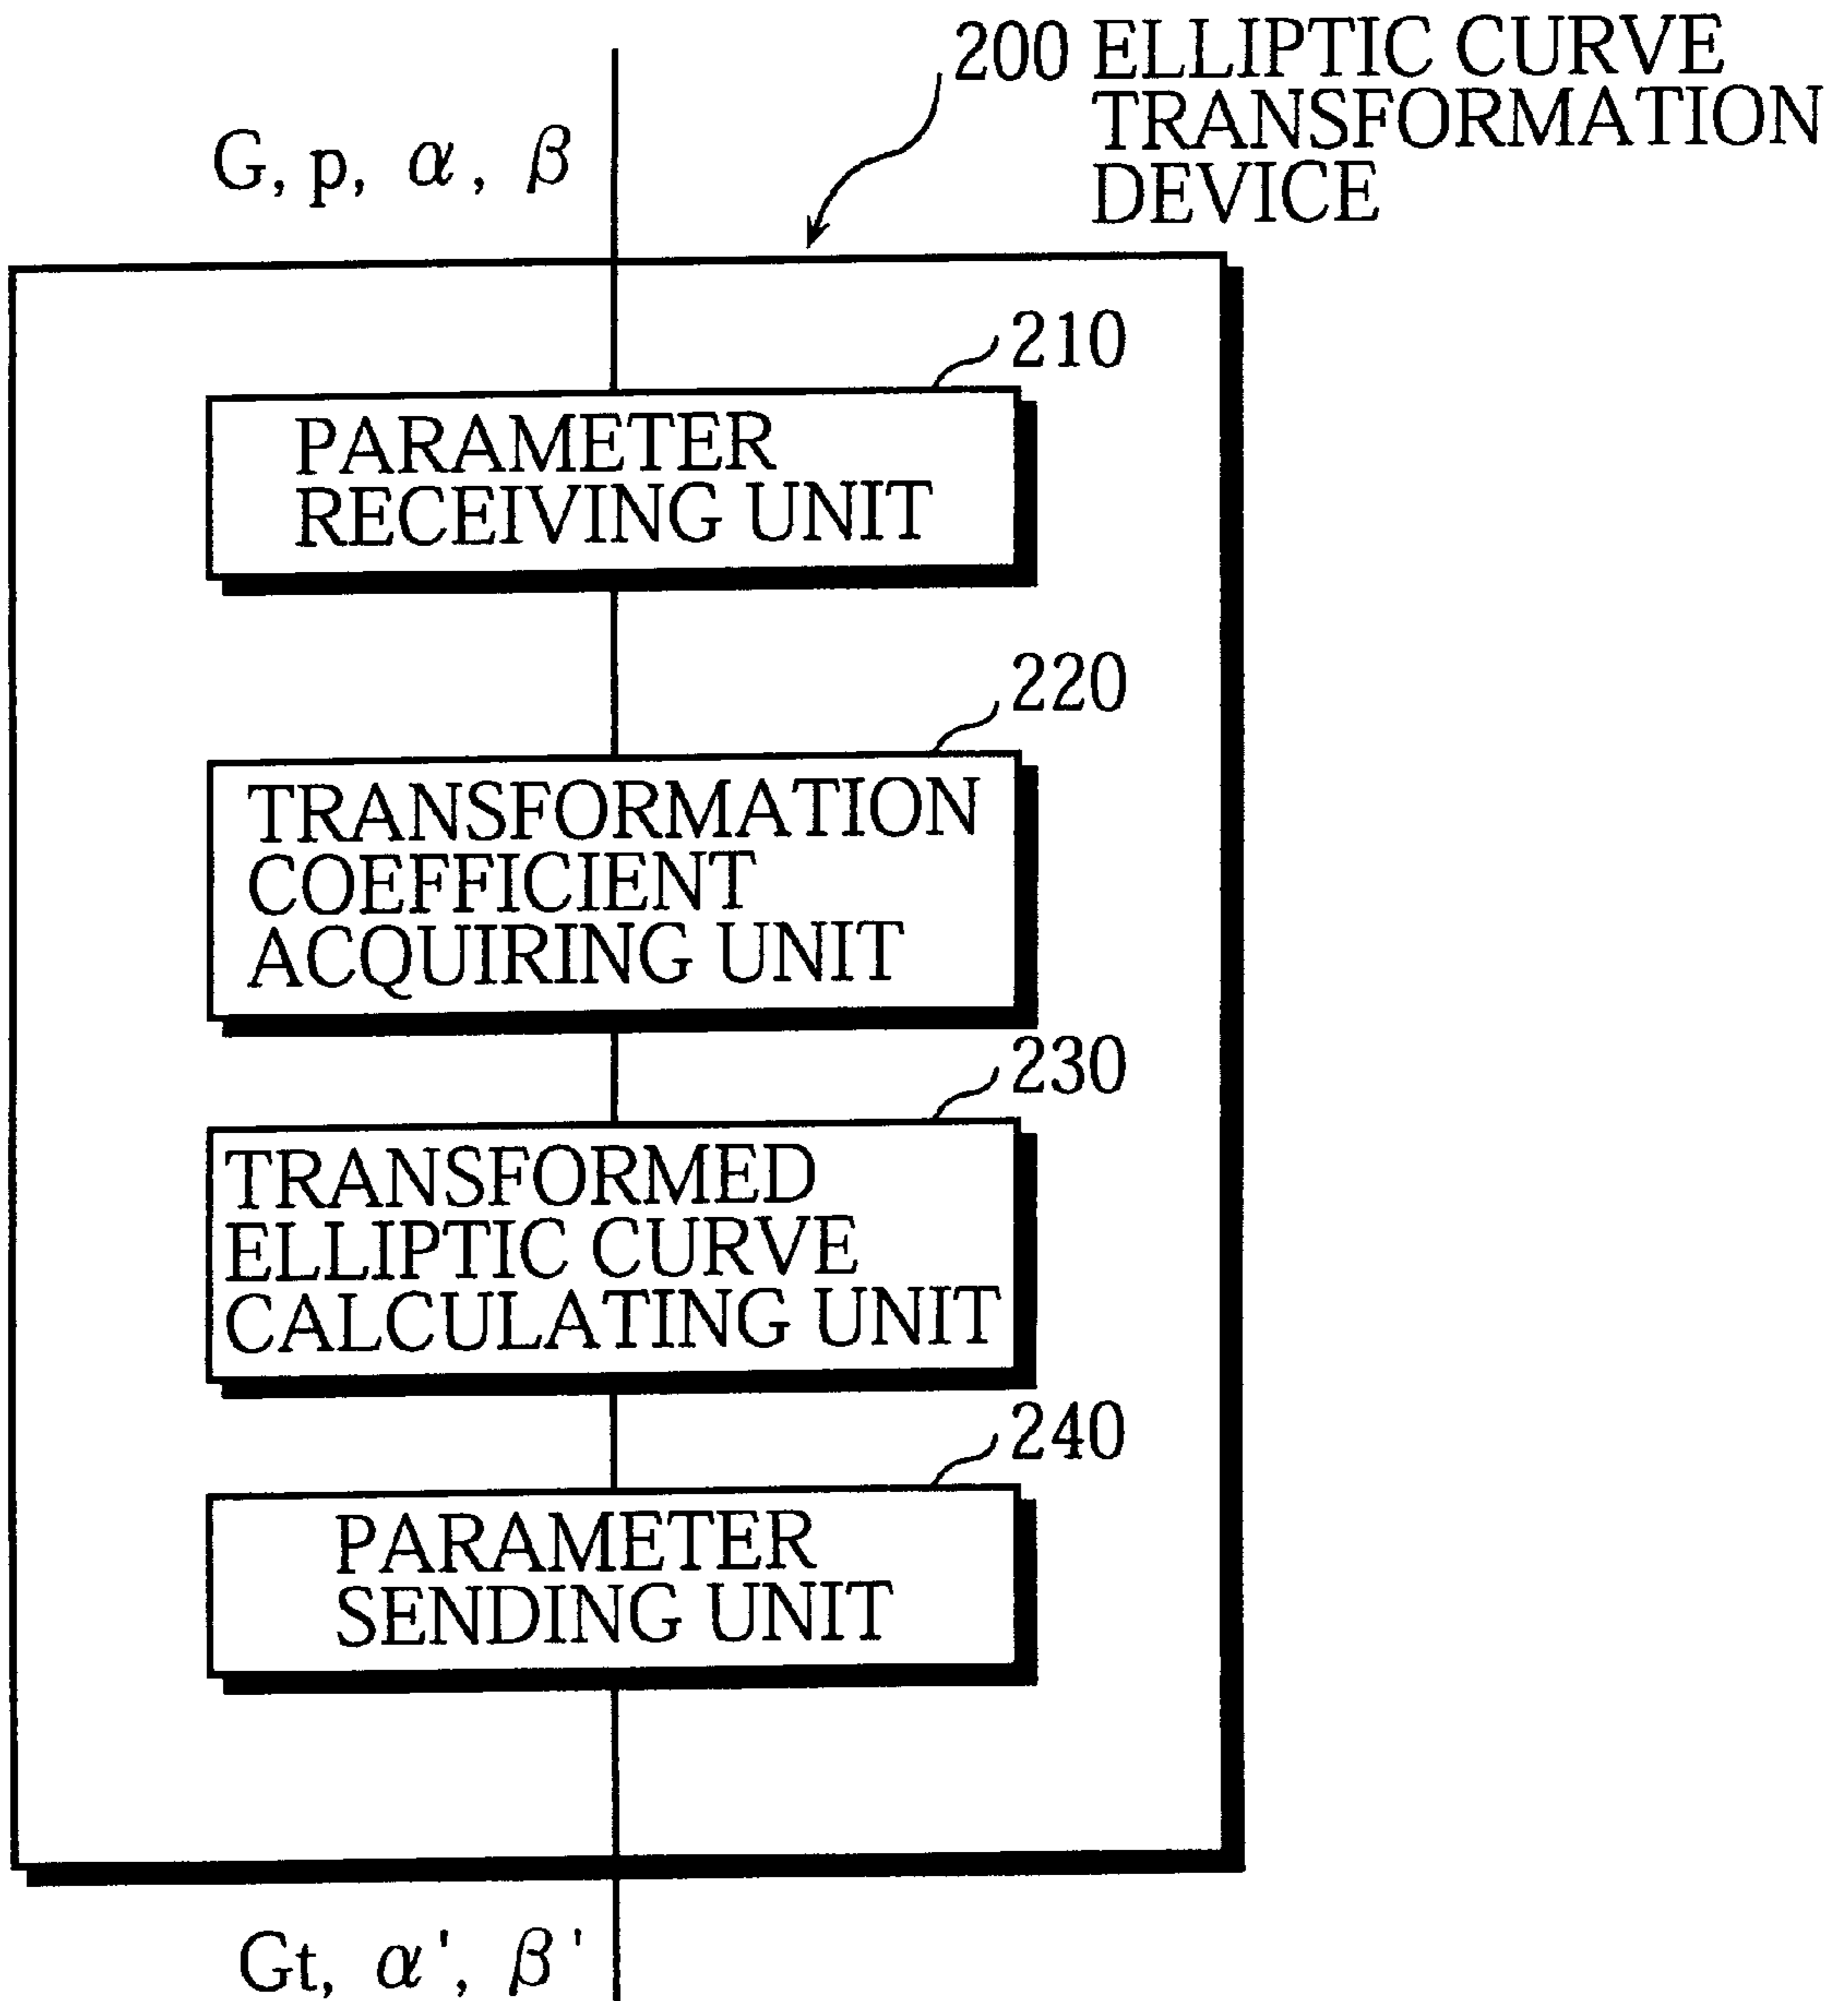 200 ELLIPTIC CURVE
TRANSFORMATION
DEVICE
G, p, α, β
210
PARAMETER
RECEIVING UNIT
220
TRANSFORMATION
COEFFICIENT
ACQUIRING UNIT
230
TRANSFORMED
ELLIPTIC CURVE
CALCULATING UNIT
240
PARAMETER
SENDING UNIT
Gt, α', β'